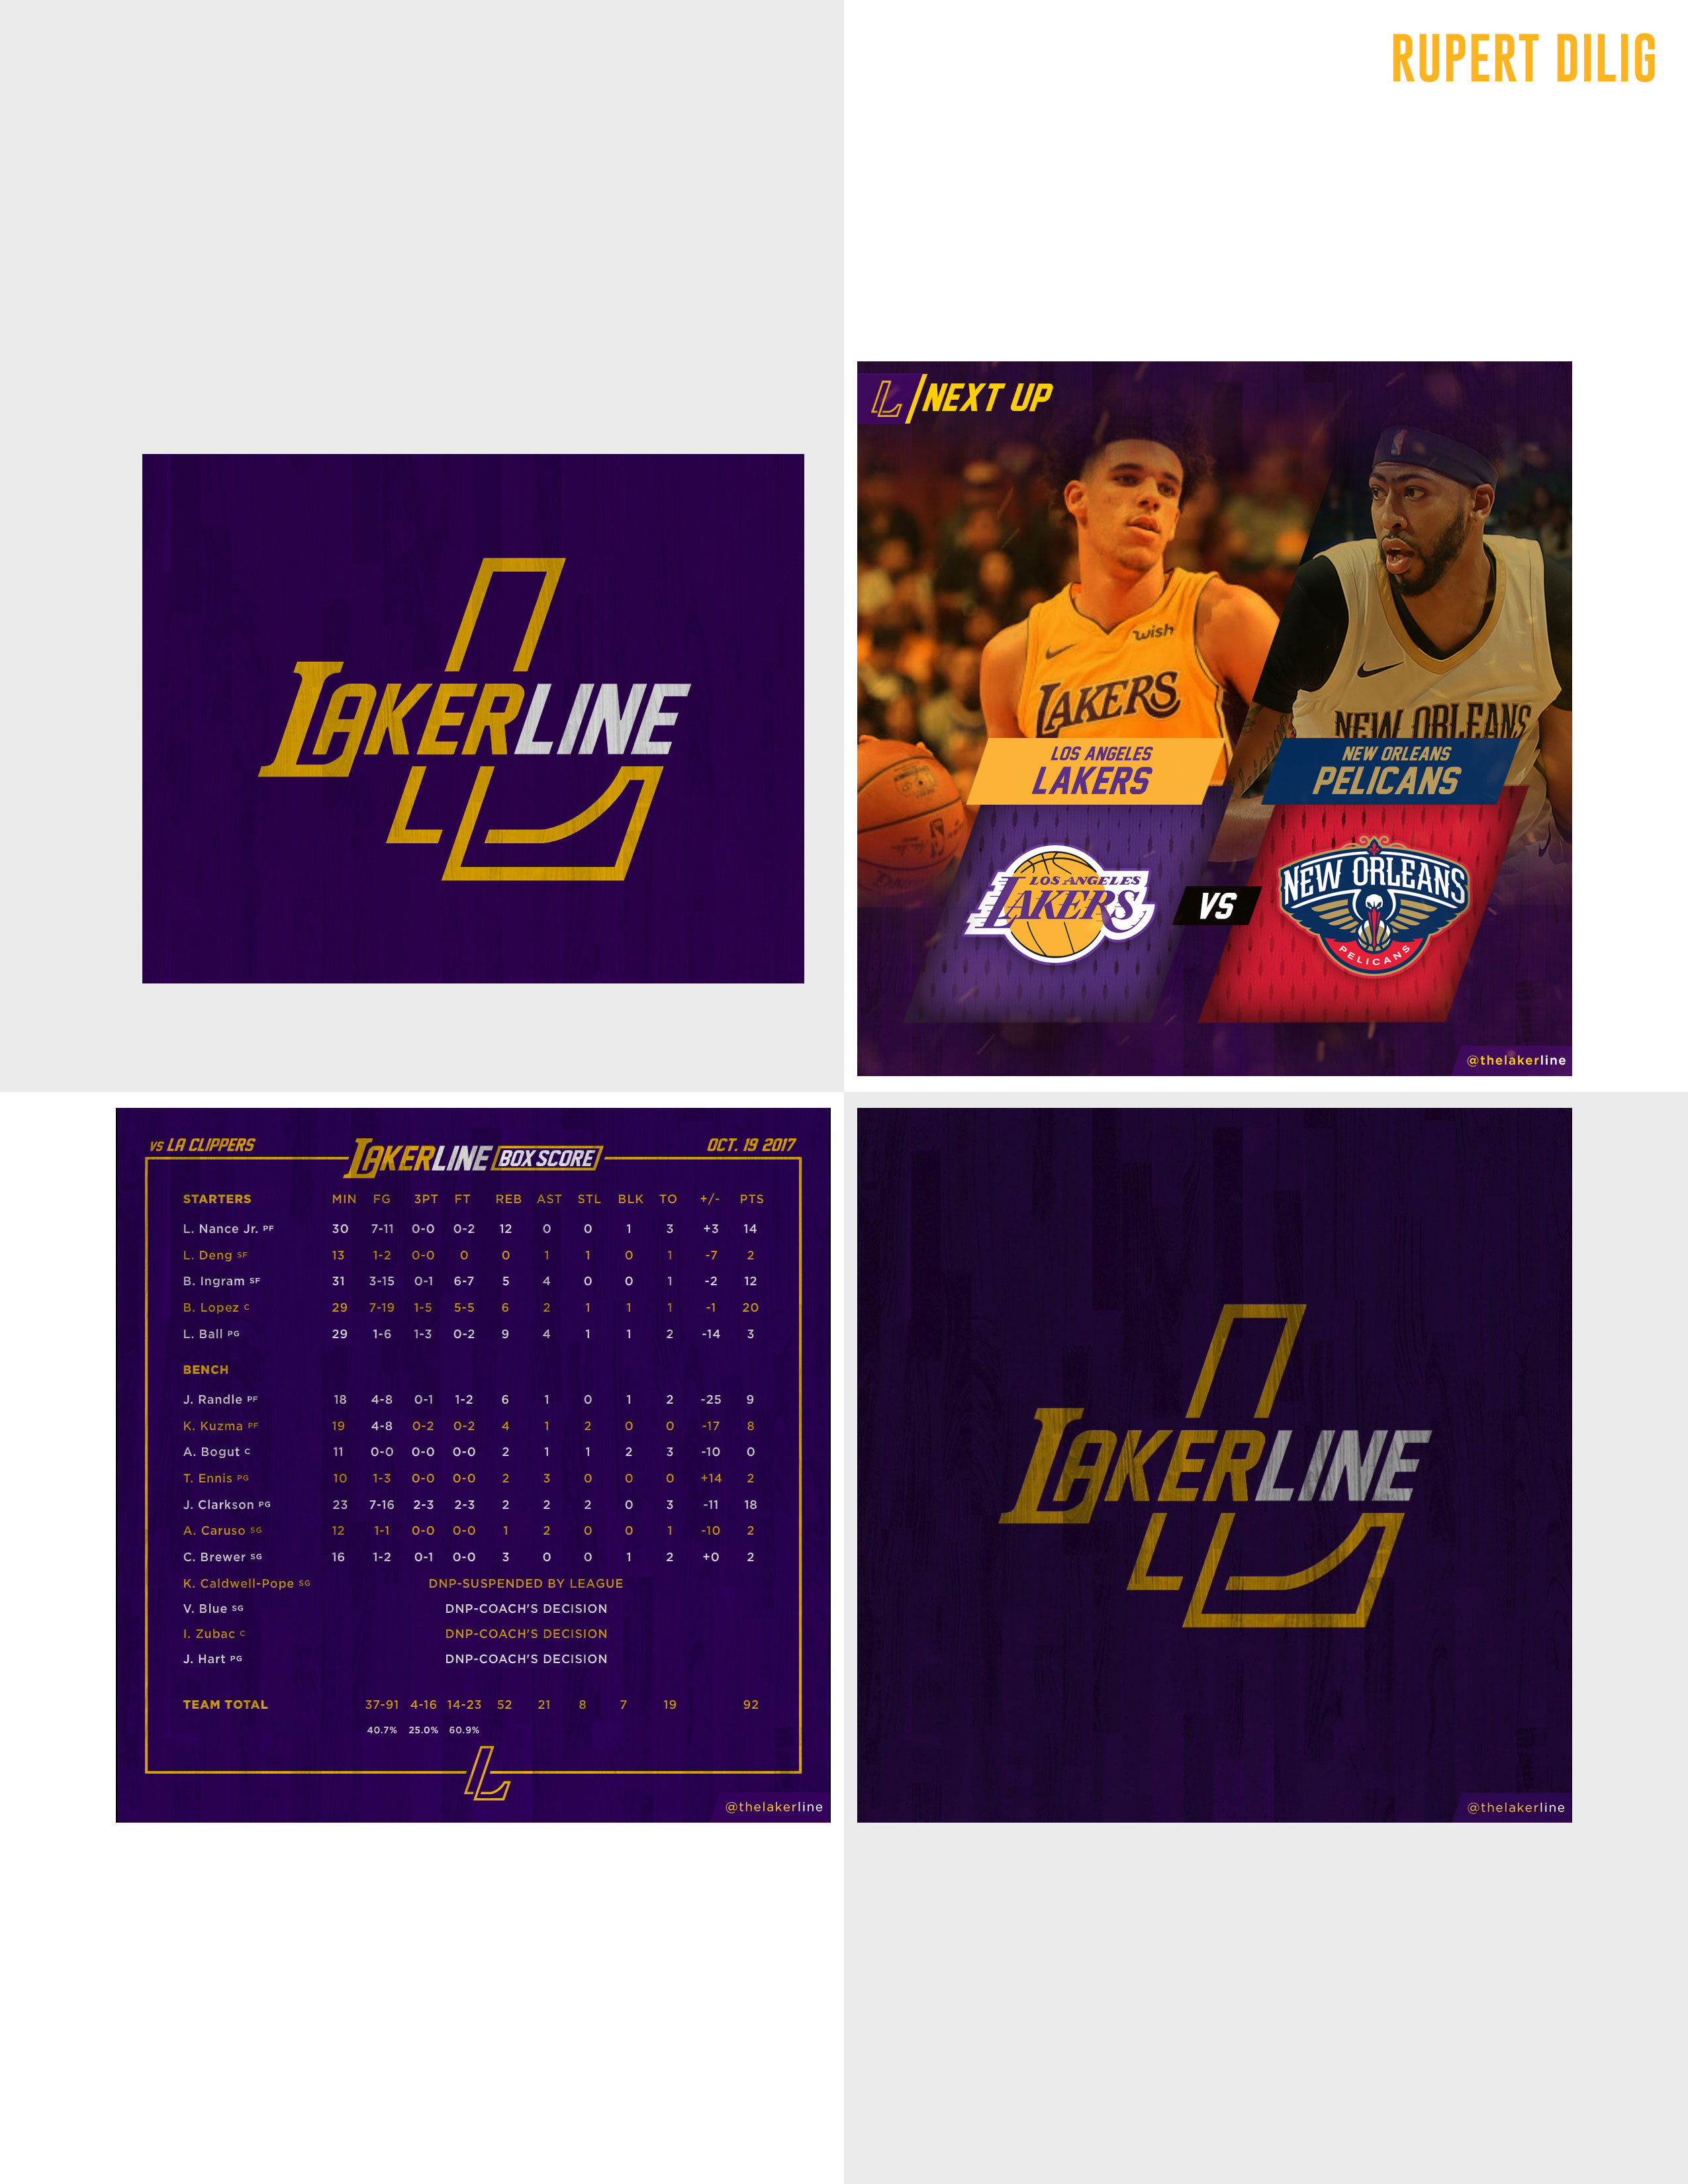 RUPERT DILIG
LAKERLINE
L / NEXT UP
wish
LAKERS
NEW ORLEANS
LOS ANGELES
LAKERS
NEW ORLEANS
PELICANS
LOS ANGELES
LAKERS
VS
NEW ORLEANS
PELICANS
@thelakerline
VS LA CLIPPERS LAKERLINE BOX SCORE OCT. 19 2017
STARTERS MIN FG 3PT FT REB AST STL BLK TO +/- PTS
L. Nance Jr. PF 30 7-11 0-0 0-2 12 0 0 1 3 +3 14
L. Deng SF 13 1-2 0-0 0 0 1 1 0 1 -7 2
B. Ingram SF 31 3-15 0-1 6-7 5 4 0 0 1 -2 12
B. Lopez C 29 7-19 1-5 5-5 6 2 1 1 1 -1 20
L. Ball PG 29 1-6 1-3 0-2 9 4 1 1 2 -14 3
BENCH
J. Randle PF 18 4-8 0-1 1-2 6 1 0 1 2 -25 9
K. Kuzma PF 19 4-8 0-2 0-2 4 1 2 0 0 -17 8
A. Bogut C 11 0-0 0-0 0-0 2 1 1 2 3 -10 0
T. Ennis PG 10 1-3 0-0 0-0 2 3 0 0 0 +14 2
J. Clarkson PG 23 7-16 2-3 2-3 2 2 2 0 3 -11 18
A. Caruso SG 12 1-1 0-0 0-0 1 2 0 0 1 -10 2
C. Brewer SG 16 1-2 0-1 0-0 3 0 0 1 2 +0 2
K. Caldwell-Pope SG DNP-SUSPENDED BY LEAGUE
V. Blue SG DNP-COACH'S DECISION
I. Zubac C DNP-COACH'S DECISION
J. Hart PG DNP-COACH'S DECISION
TEAM TOTAL 37-91 4-16 14-23 52 21 8 7 19 92
40.7% 25.0% 60.9%
L
@thelakerline
LAKERLINE
@thelakerline